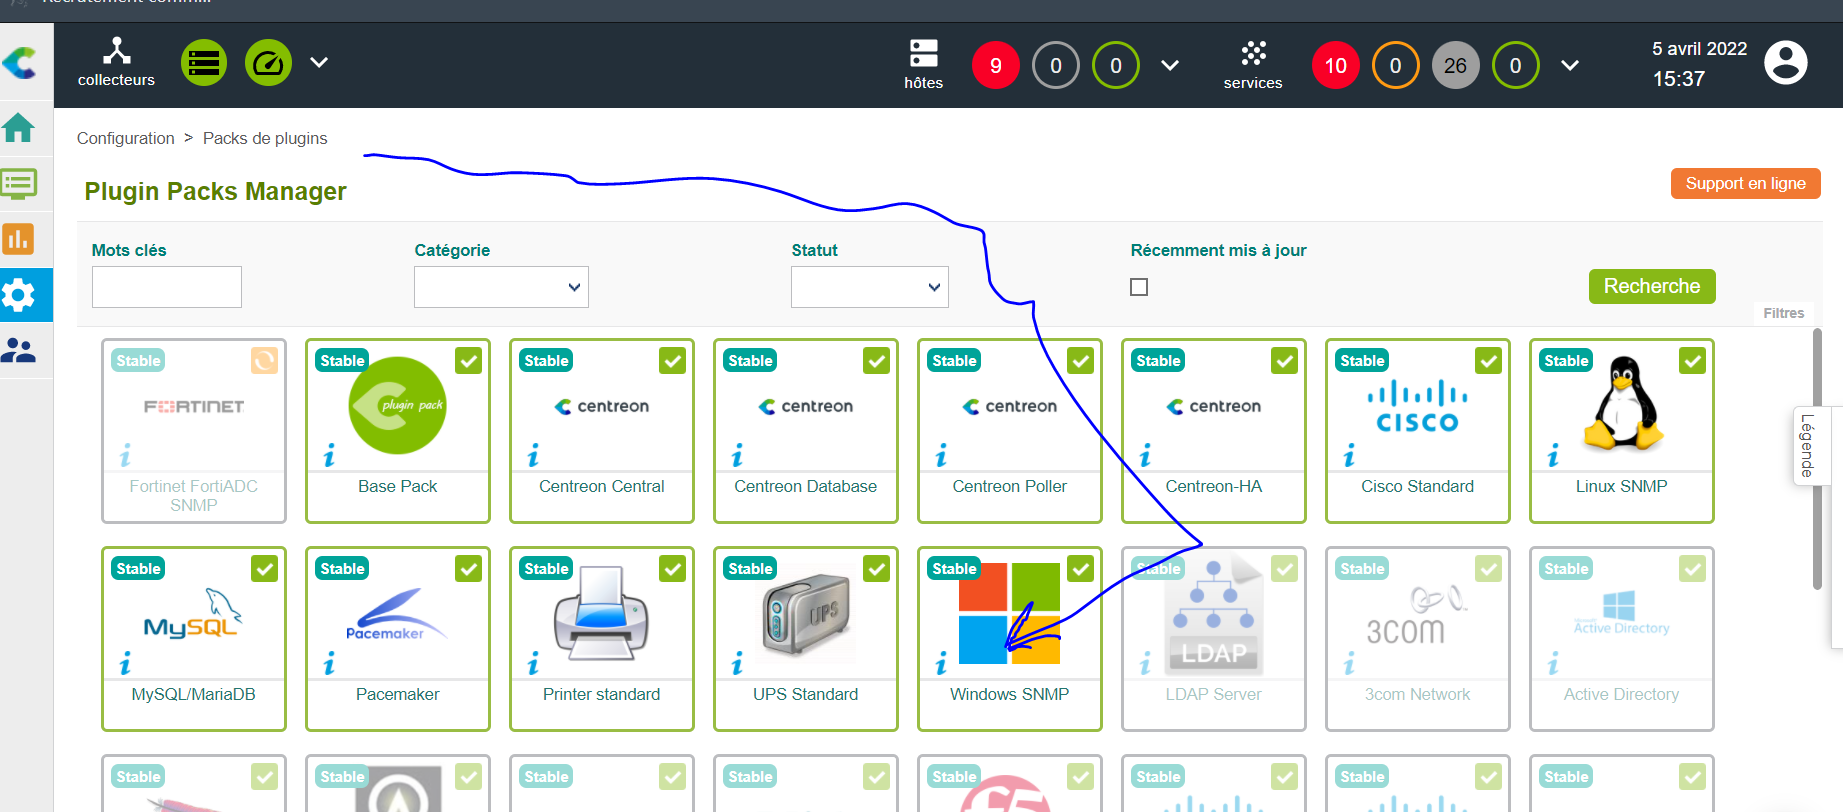 collecteurs
9 0 0
hôtes
10 0 26 0
services
5 avril 2022
15:37
Configuration > Packs de plugins
Plugin Packs Manager
Support en ligne
Mots clés
Catégorie
Statut
Récemment mis à jour
Recherche
Filtres
Légende
Stable Stable Stable Stable Stable Stable Stable Stable
FORTINET plugin pack centreon centreon centreon centreon CISCO
Fortinet FortiADC SNMP
Base Pack
Centreon Central
Centreon Database
Centreon Poller
Centreon-HA
Cisco Standard
Linux SNMP
Stable Stable Stable Stable Stable Stable Stable Stable
MySQL Pacemaker UPS LDAP 3COM Active Directory
MySQL/MariaDB
Pacemaker
Printer standard
UPS Standard
Windows SNMP
LDAP Server
3com Network
Active Directory
Stable Stable Stable Stable Stable Stable Stable Stable